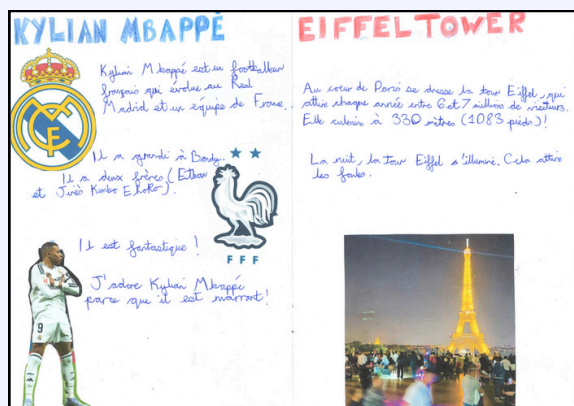 KYLIAN MBAPPÉ
Kylian Mbappé est un footballeur
français qui évolue au Real
Madrid et en équipe de France.
Il a grandi à Bondy.
Il a deux frères (Ethan
et Jirès Kembo Ekoko).
FFF
Il est fantastique !
J'adore Kylian Mbappé
parce que il est marrant!
9
EIFFEL TOWER
Au cœur de Paris se dresse la tour Eiffel, qui
attire chaque année entre 6 et 7 millions de visiteurs.
Elle culmine à 330 mètres (1083 pieds)!
La nuit, la tour Eiffel s'illumine. Cela attire
les foules.